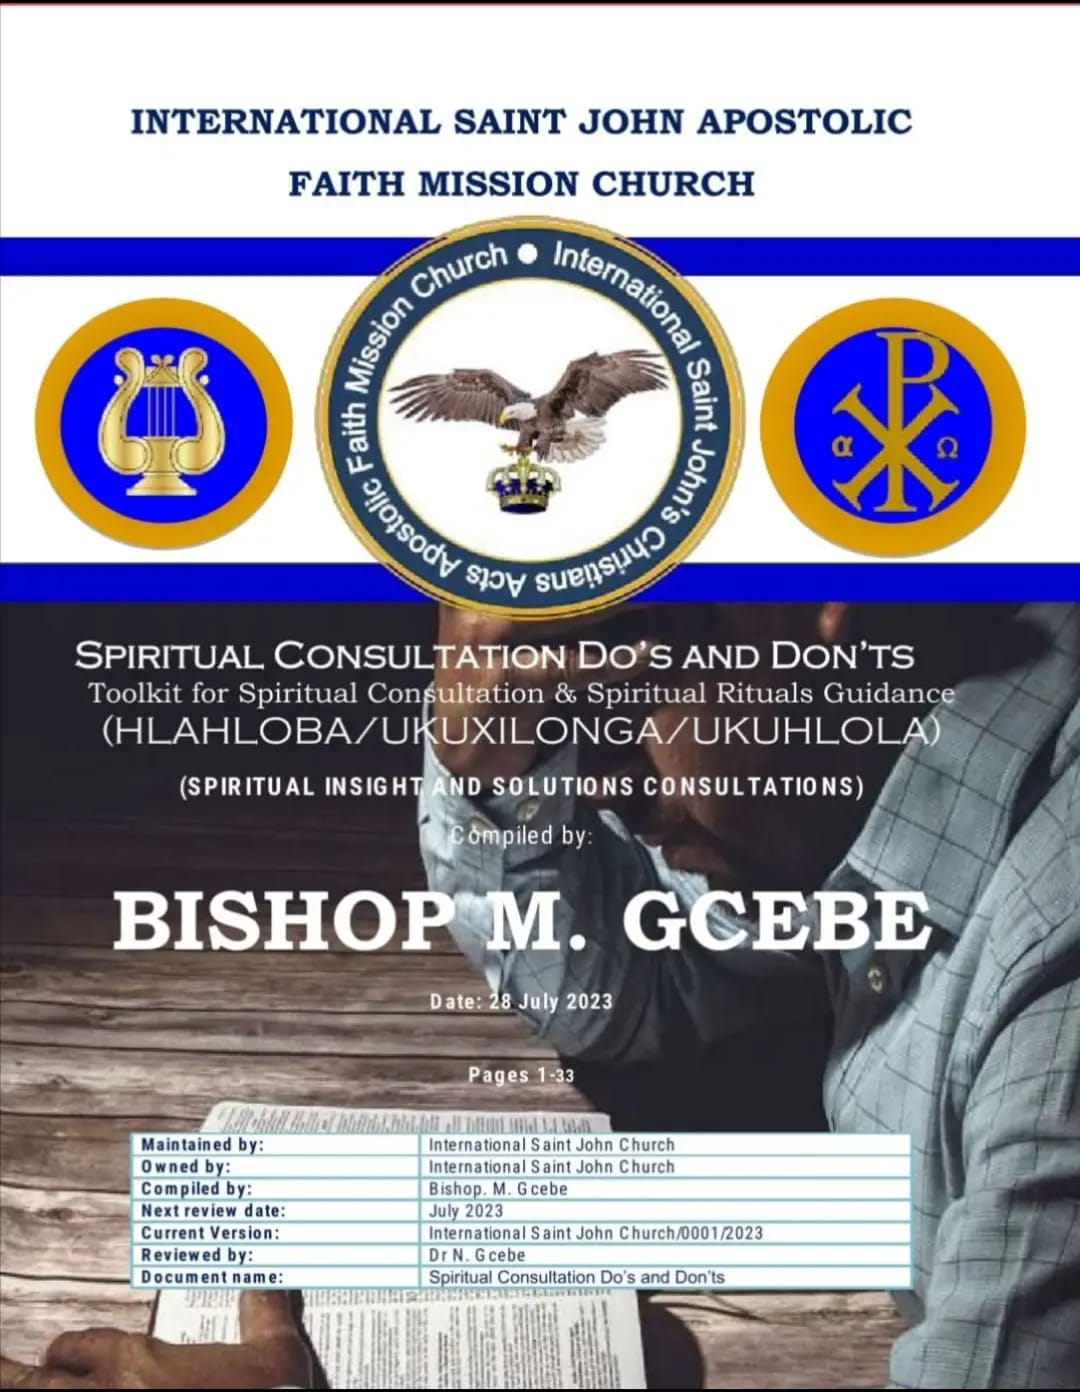 INTERNATIONAL SAINT JOHN APOSTOLIC
FAITH MISSION CHURCH
International Saint John's Christians Acts Apostolic Faith Mission Church
P
α Ω
SPIRITUAL CONSULTATION DO'S AND DON'TS
Toolkit for Spiritual Consultation & Spiritual Rituals Guidance
(HLAHLOBA/UKUXILONGA/UKUHLOLA)
(SPIRITUAL INSIGHT AND SOLUTIONS CONSULTATIONS)
Compiled by:
BISHOP M. GCEBE
Date: 28 July 2023
Pages 1-33
Maintained by: International Saint John Church
Owned by: International Saint John Church
Compiled by: Bishop. M. Gcebe
Next review date: July 2023
Current Version: International Saint John Church/0001/2023
Reviewed by: Dr N. Gcebe
Document name: Spiritual Consultation Do's and Don'ts